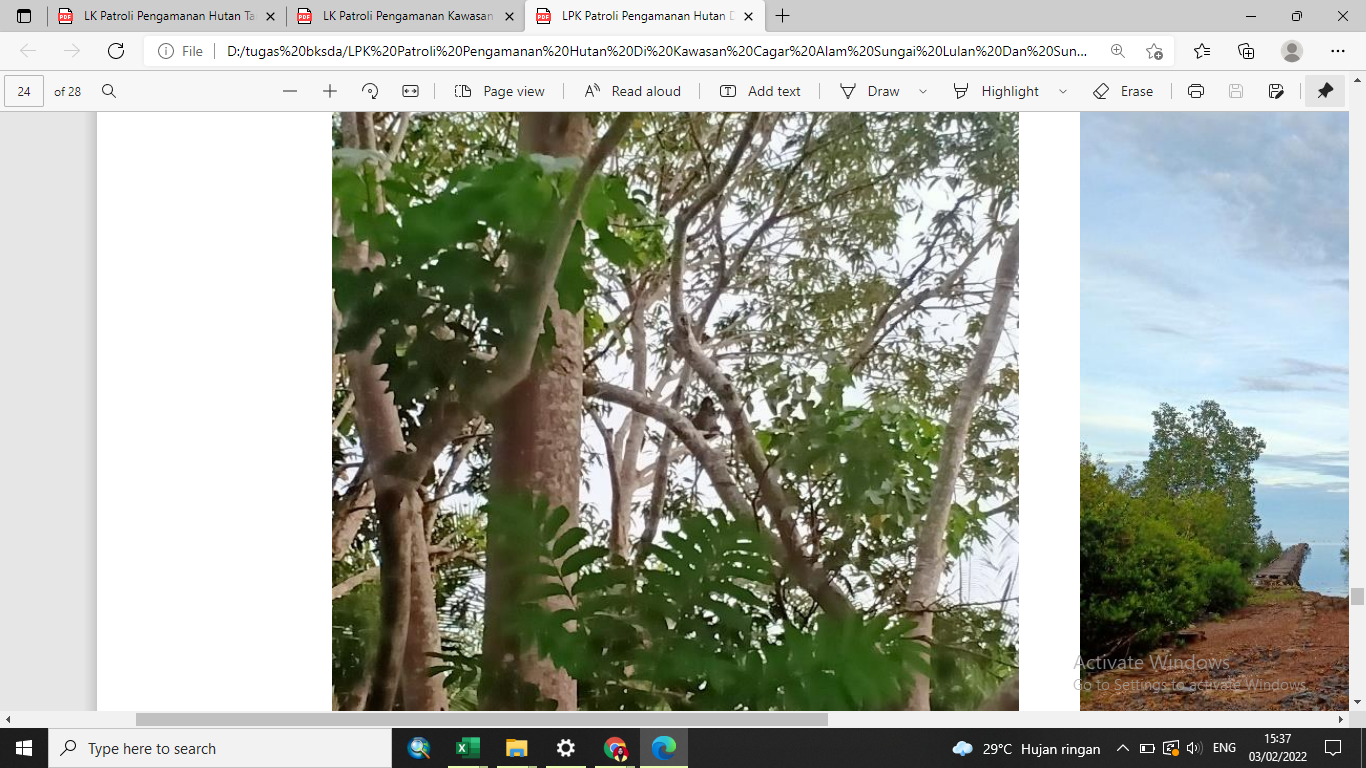 LK Patroli Pengamanan Hutan Ta
LK Patroli Pengamanan Kawasan
LPK Patroli Pengamanan Hutan D
File
D:/tugas%20bksda/LPK%20Patroli%20Pengamanan%20Hutan%20Di%20Kawasan%20Cagar%20Alam%20Sungai%20Lulan%20Dan%20Sun...
24 of 28
Page view
Read aloud
Add text
Draw
Highlight
Erase
Activate Windows
Go to Settings to activate Windows.
Type here to search
29°C Hujan ringan
ENG
15:37
03/02/2022